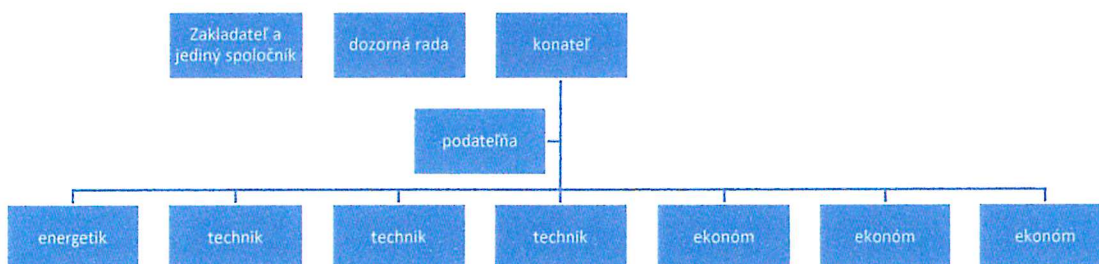 Zakladateľ a
jediný spoločník
dozorná rada
konateľ
podateľňa
energetik
technik
technik
technik
ekonóm
ekonóm
ekonóm